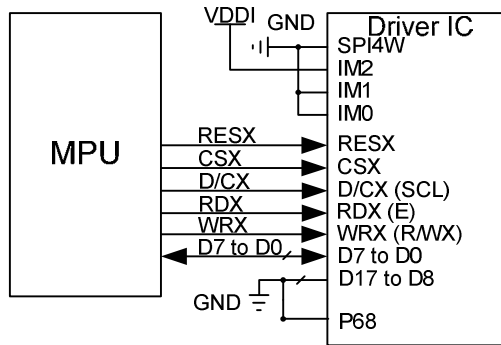 VDDI
GND
Driver IC
SPI4W
IM2
IM1
IM0
MPU
RESX
RESX
CSX
CSX
D/CX
D/CX (SCL)
RDX
RDX (E)
WRX
WRX (R/WX)
D7 to D0
D7 to D0
D17 to D8
GND
P68